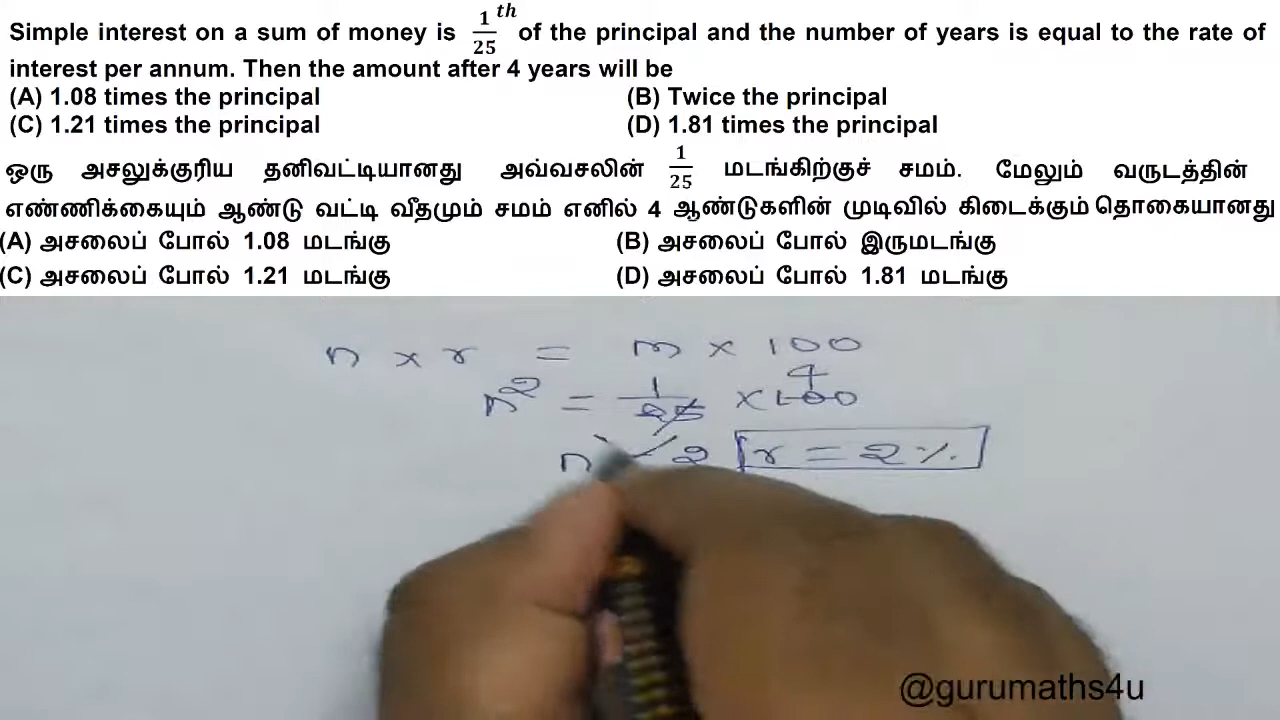 Simple interest on a sum of money is 1/25 th of the principal and the number of years is equal to the rate of
interest per annum. Then the amount after 4 years will be
(A) 1.08 times the principal (B) Twice the principal
(C) 1.21 times the principal (D) 1.81 times the principal
ஒரு அசலுக்குரிய தனிவட்டியானது அவ்வசலின் 1/25 மடங்கிற்குச் சமம். மேலும் வருடத்தின்
எண்ணிக்கையும் ஆண்டு வட்டி வீதமும் சமம் எனில் 4 ஆண்டுகளின் முடிவில் கிடைக்கும் தொகையானது
(A) அசலைப் போல் 1.08 மடங்கு (B) அசலைப் போல் இருமடங்கு
(C) அசலைப் போல் 1.21 மடங்கு (D) அசலைப் போல் 1.81 மடங்கு
n × r = m × 100
4
n² = 1/25 × 100
n 2 r = 2%
@gurumaths4u